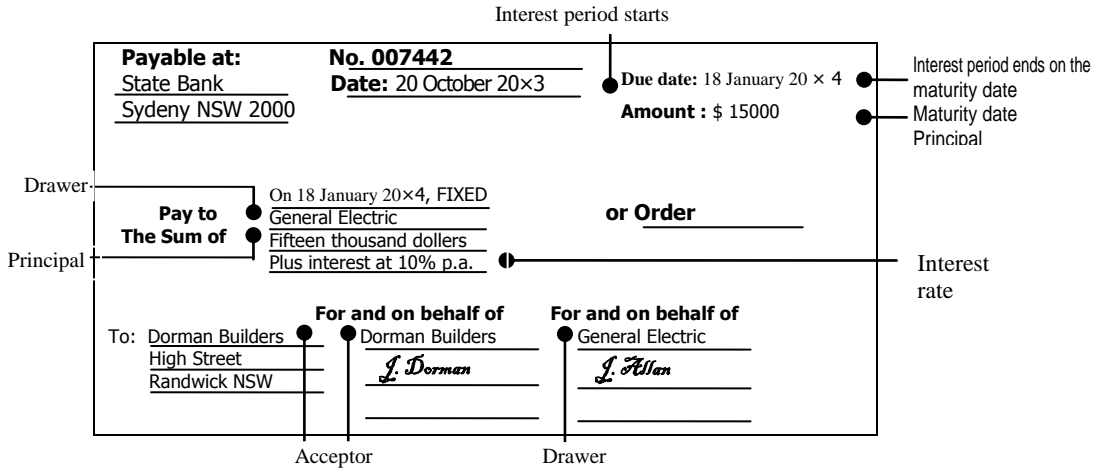 Interest period starts
Payable at:
State Bank
Sydeny NSW 2000
No. 007442
Date: 20 October 20×3
Due date: 18 January 20 × 4
Amount : $ 15000
Interest period ends on the
maturity date
Maturity date
Principal
Drawer
Principal
Pay to
The Sum of
On 18 January 20×4, FIXED
General Electric
Fifteen thousand dollers
Plus interest at 10% p.a.
or Order
Interest
rate
To: Dorman Builders
High Street
Randwick NSW
For and on behalf of
Dorman Builders
J. Dorman
For and on behalf of
General Electric
J. Allan
Acceptor
Drawer